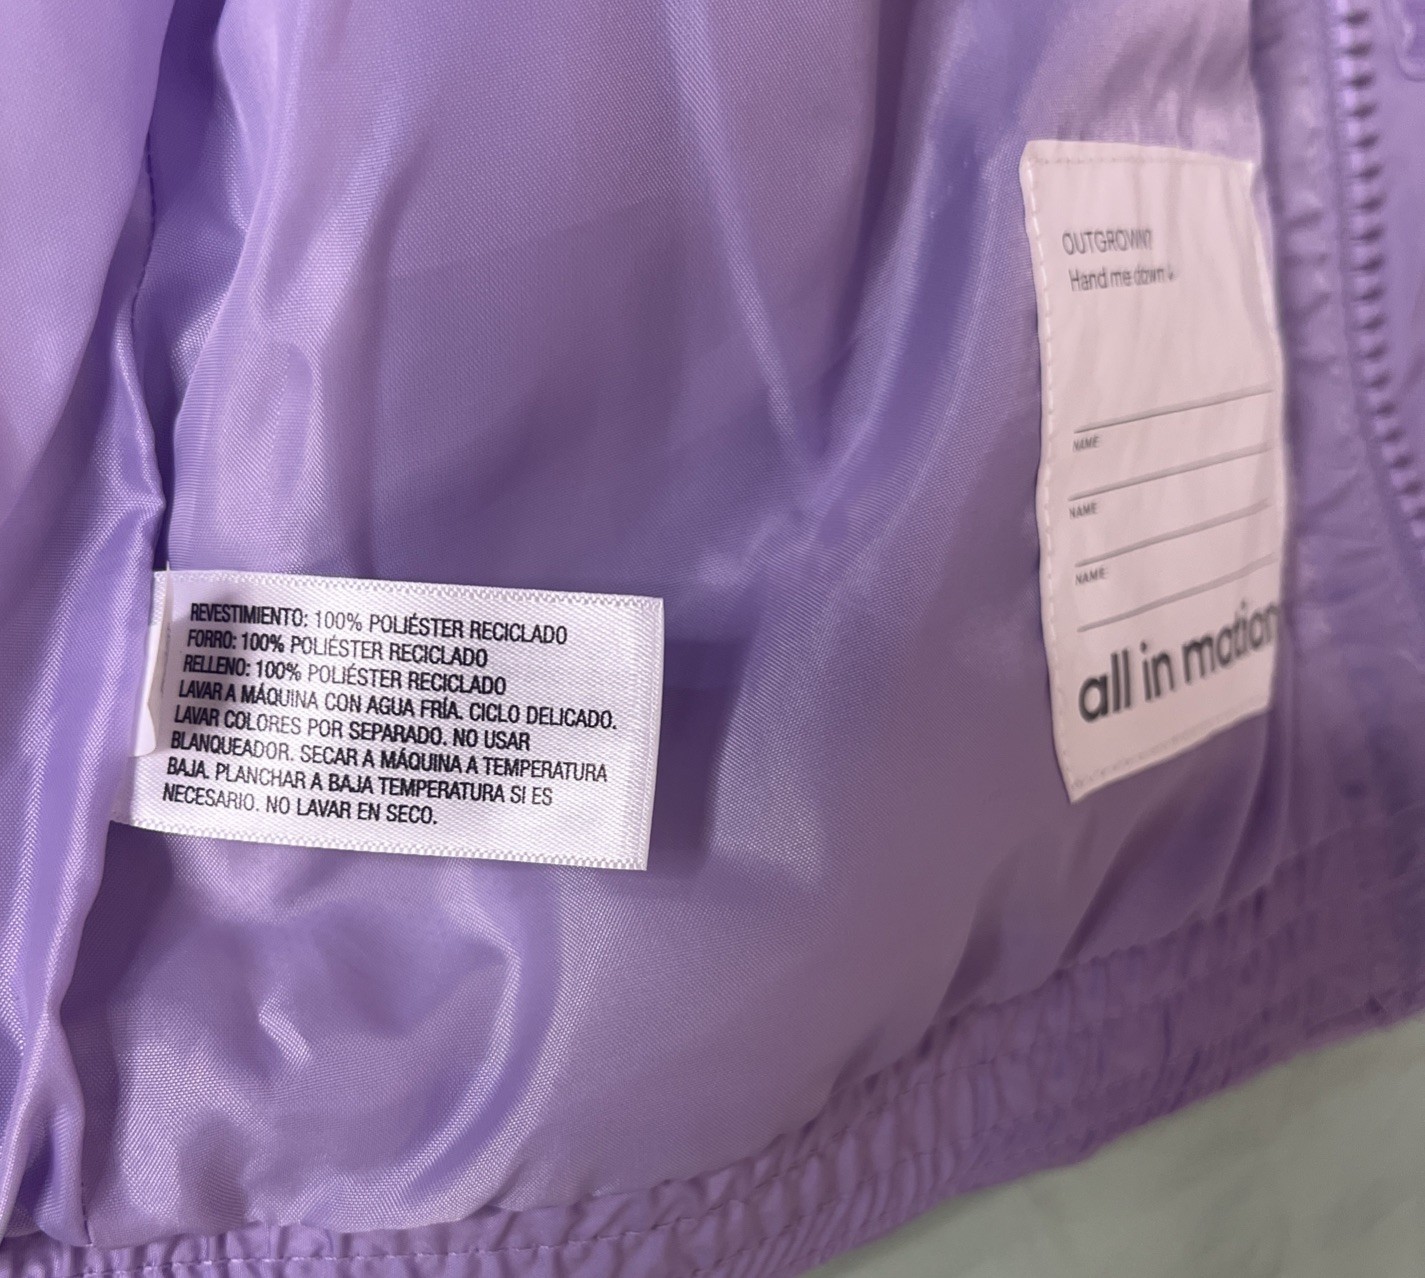 REVESTIMIENTO: 100% POLIÉSTER RECICLADO
FORRO: 100% POLIÉSTER RECICLADO
RELLENO: 100% POLIÉSTER RECICLADO
LAVAR A MÁQUINA CON AGUA FRÍA. CICLO DELICADO.
LAVAR COLORES POR SEPARADO. NO USAR
BLANQUEADOR. SECAR A MÁQUINA A TEMPERATURA
BAJA. PLANCHAR A BAJA TEMPERATURA SI ES
NECESARIO. NO LAVAR EN SECO.
OUTGROWN?
Hand me down ↓
NAME:
NAME:
NAME:
all in motion